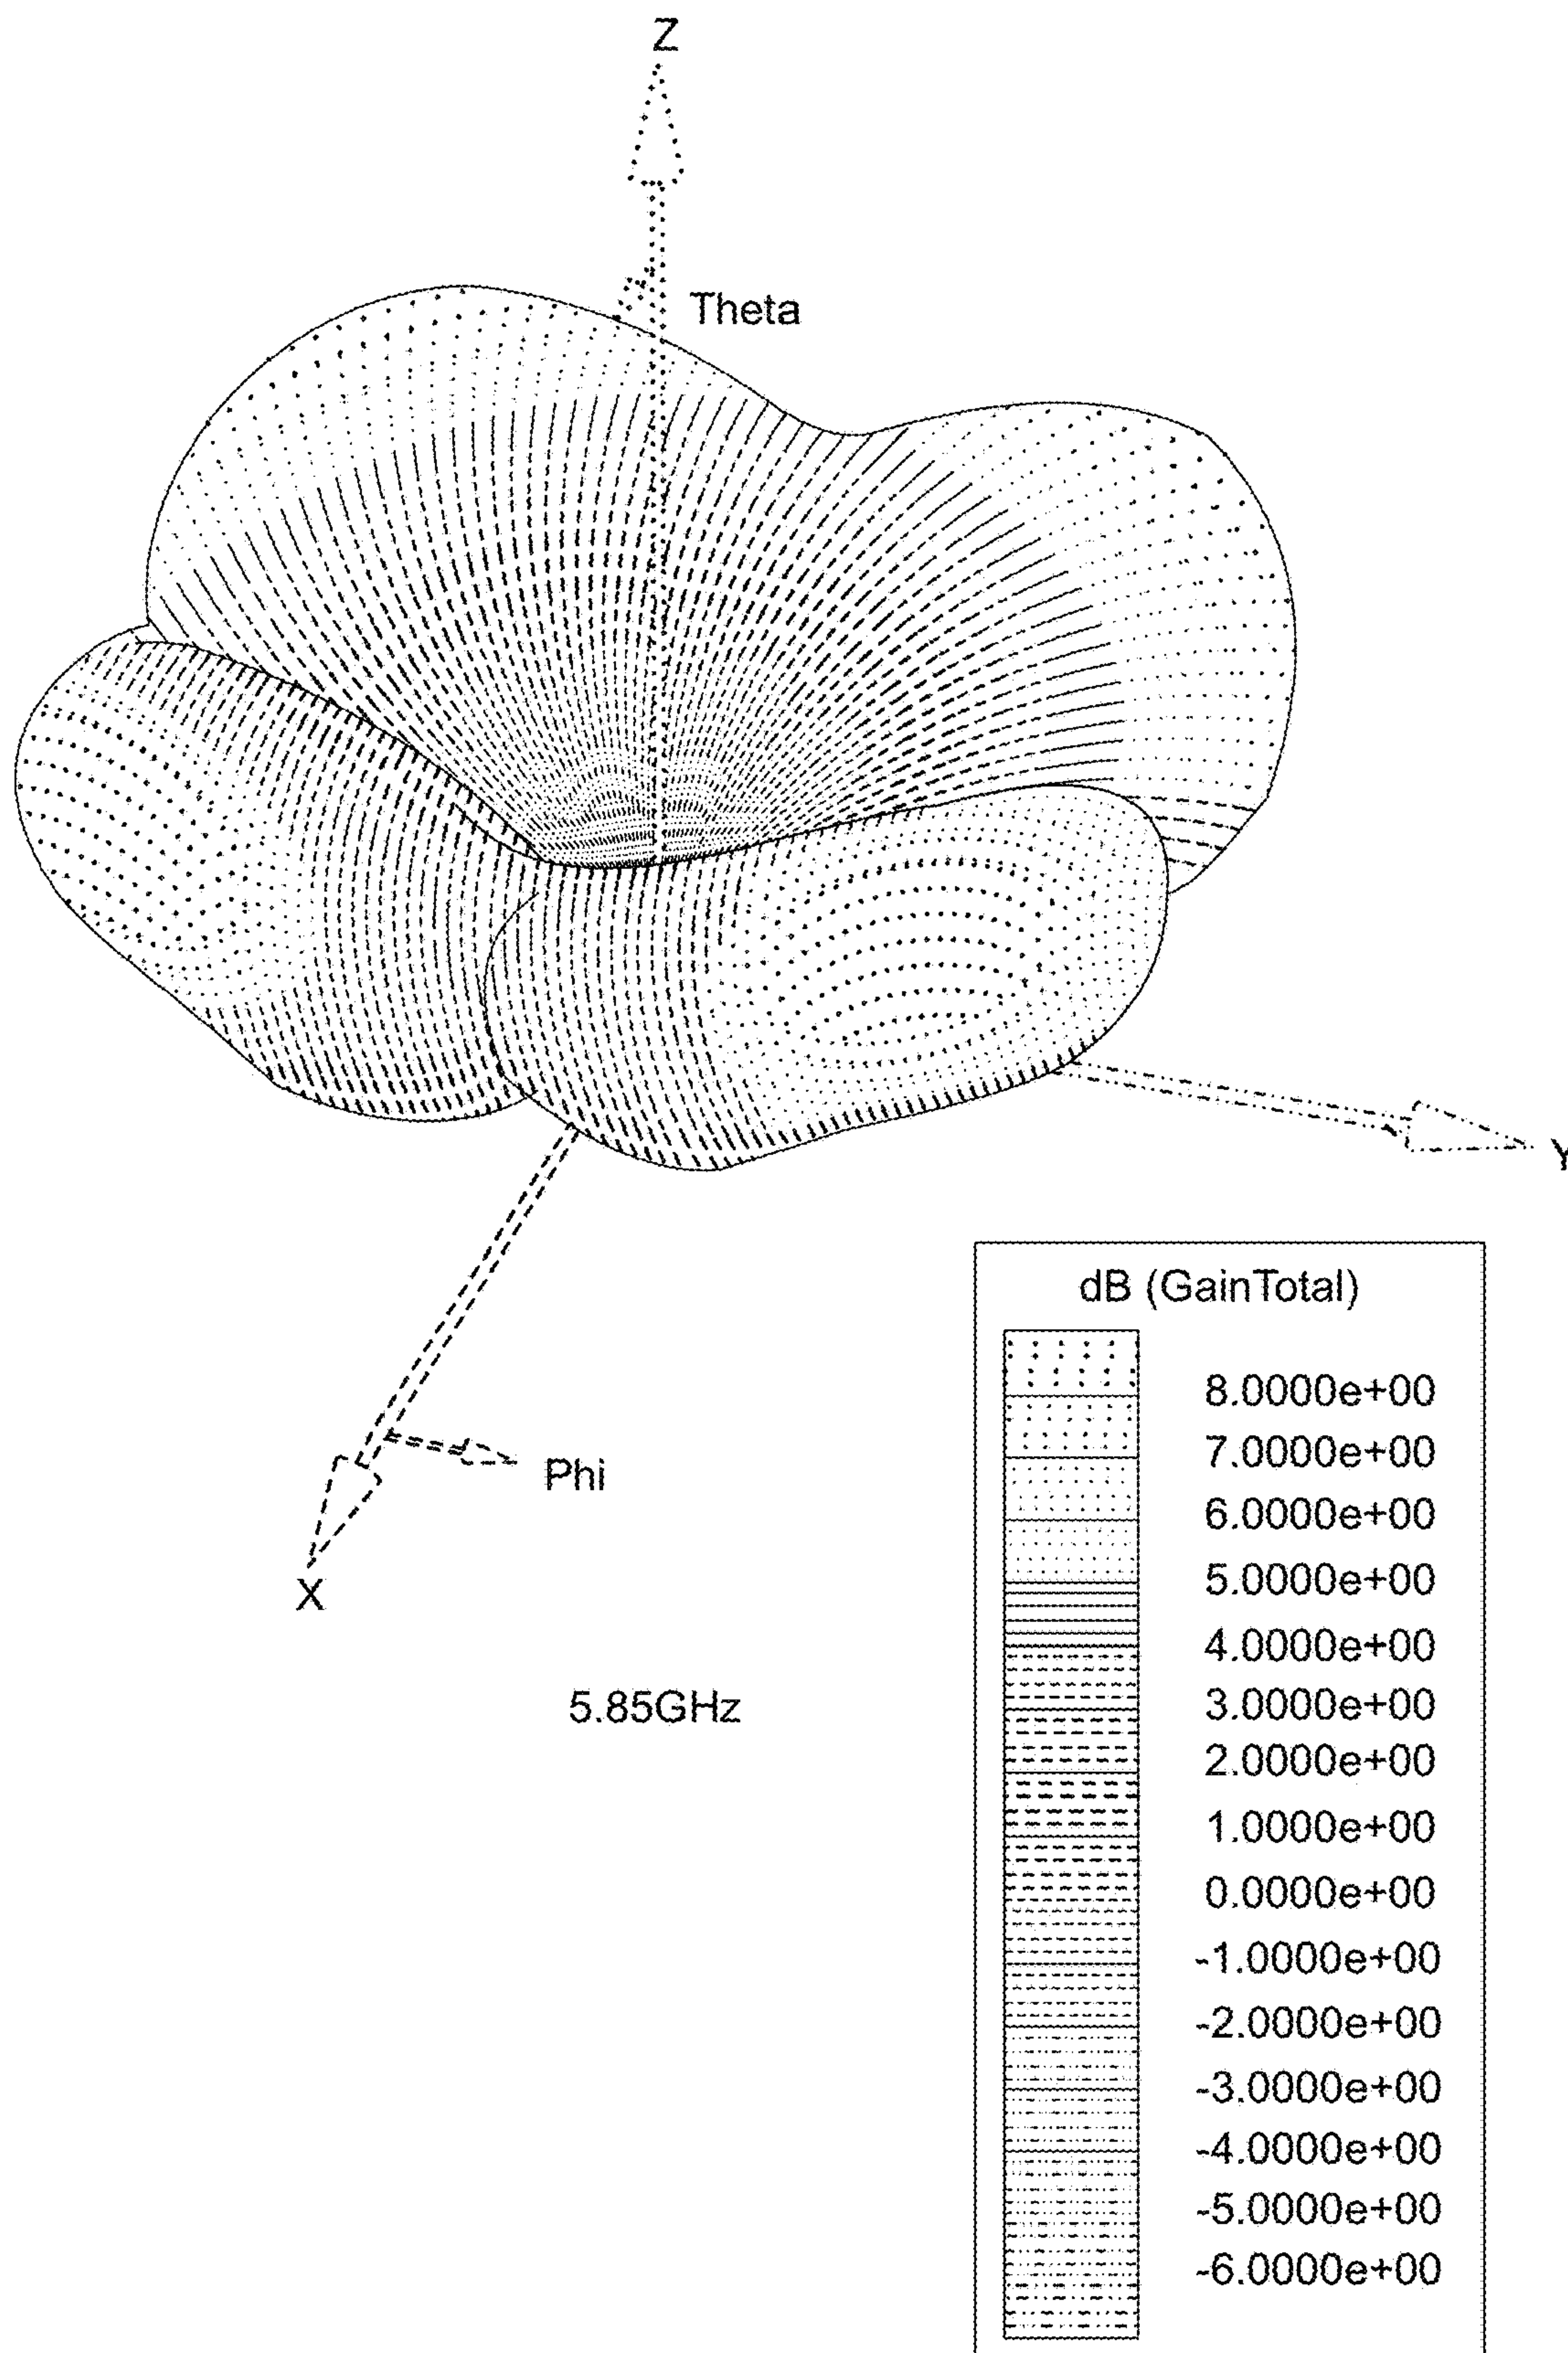 Z
Theta
Y
Phi
X
5.85GHz
dB (GainTotal)
8.0000e+00
7.0000e+00
6.0000e+00
5.0000e+00
4.0000e+00
3.0000e+00
2.0000e+00
1.0000e+00
0.0000e+00
-1.0000e+00
-2.0000e+00
-3.0000e+00
-4.0000e+00
-5.0000e+00
-6.0000e+00